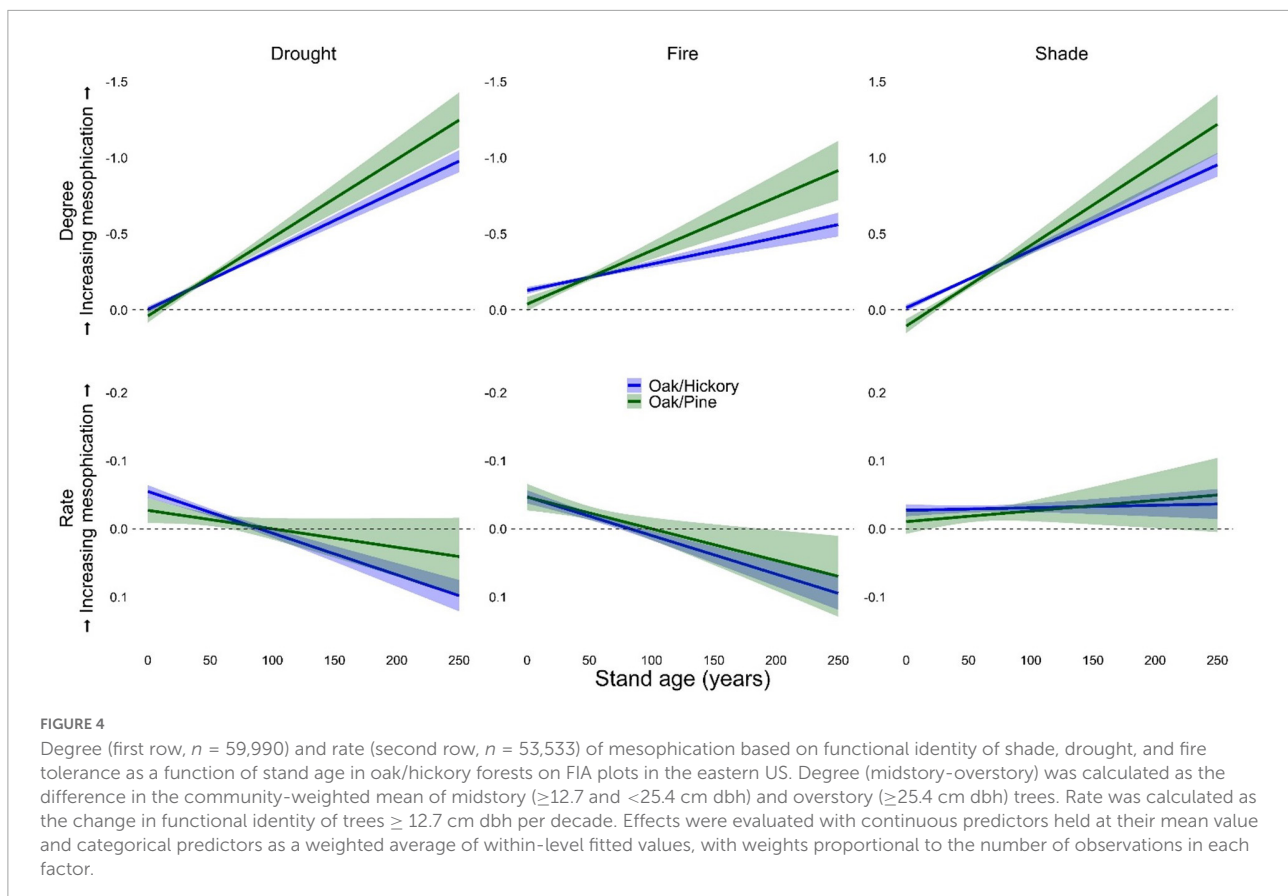 Drought
Fire
Shade
→ Increasing mesophication →
Degree
-1.5
-1.0
-0.5
0.0
-1.5
-1.0
-0.5
0.0
1.5
1.0
0.5
0.0
→ Increasing mesophication →
Rate
-0.2
-0.1
0.0
0.1
-0.2
-0.1
0.0
0.1
0.2
0.1
0.0
-0.1
Oak/Hickory
Oak/Pine
0 50 100 150 200 250
0 50 100 150 200 250
0 50 100 150 200 250
Stand age (years)
FIGURE 4
Degree (first row, n = 59,990) and rate (second row, n = 53,533) of mesophication based on functional identity of shade, drought, and fire
tolerance as a function of stand age in oak/hickory forests on FIA plots in the eastern US. Degree (midstory-overstory) was calculated as the
difference in the community-weighted mean of midstory (≥12.7 and <25.4 cm dbh) and overstory (≥25.4 cm dbh) trees. Rate was calculated as
the change in functional identity of trees ≥ 12.7 cm dbh per decade. Effects were evaluated with continuous predictors held at their mean value
and categorical predictors as a weighted average of within-level fitted values, with weights proportional to the number of observations in each
factor.